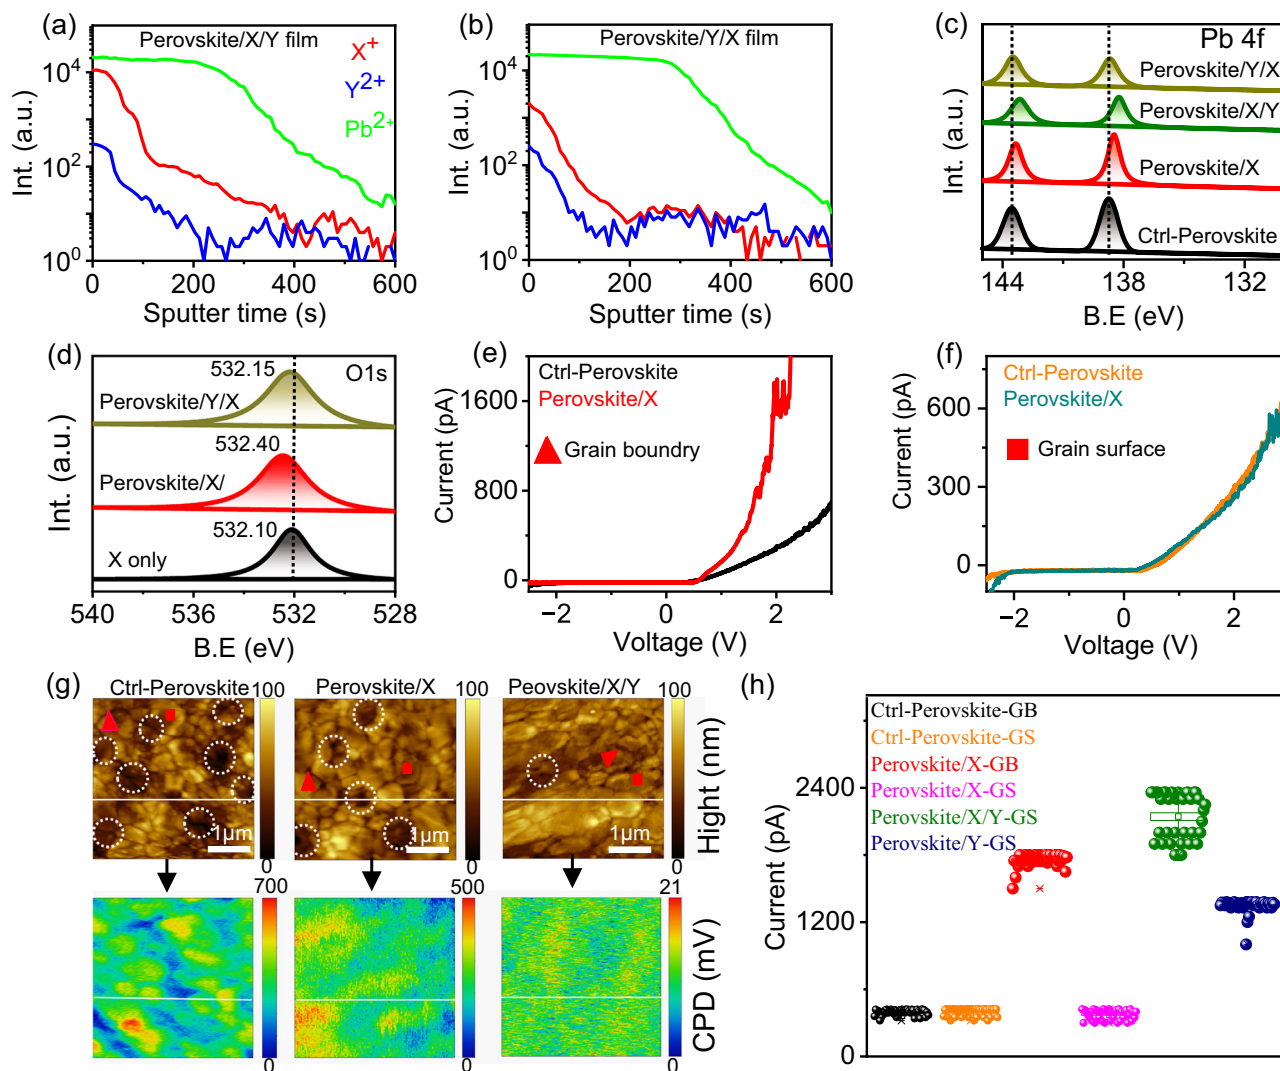 (a)
Perovskite/X/Y film
X+
Y2+
Pb2+
10^4
10^2
10^0
Int. (a.u.)
0 200 400 600
Sputter time (s)
(b)
Perovskite/Y/X film
10^4
10^2
10^0
Int. (a.u.)
0 200 400 600
Sputter time (s)
(c)
Pb 4f
Perovskite/Y/X
Perovskite/X/Y
Perovskite/X
Ctrl-Perovskite
Int. (a.u.)
144 138 132
B.E (eV)
(d)
O1s
532.15
Perovskite/Y/X
532.40
Perovskite/X/
532.10
X only
Int. (a.u.)
540 536 532 528
B.E (eV)
(e)
Ctrl-Perovskite
Perovskite/X
Grain boundry
1600
800
0
Current (pA)
−2 0 2
Voltage (V)
(f)
Ctrl-Perovskite
Perovskite/X
Grain surface
600
300
0
Current (pA)
−2 0 2
Voltage (V)
(g)
Ctrl-Perovskite
100
Perovskite/X
100
Peovskite/X/Y
100
1μm
1μm
1μm
0
0
0
Hight (nm)
700
500
21
0
0
0
CPD (mV)
(h)
Ctrl-Perovskite-GB
Ctrl-Perovskite-GS
Perovskite/X-GB
Perovskite/X-GS
Perovskite/X/Y-GS
Perovskite/Y-GS
2400
1200
0
Current (pA)